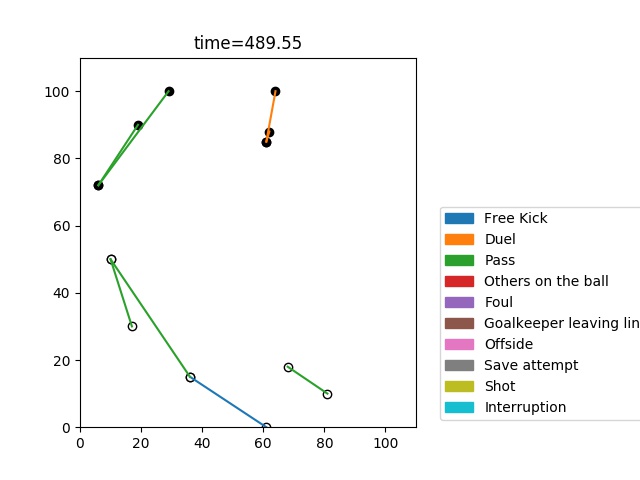 time=489.55
100
80
60
40
20
0
0 20 40 60 80 100
Free Kick
Duel
Pass
Others on the ball
Foul
Goalkeeper leaving lin
Offside
Save attempt
Shot
Interruption